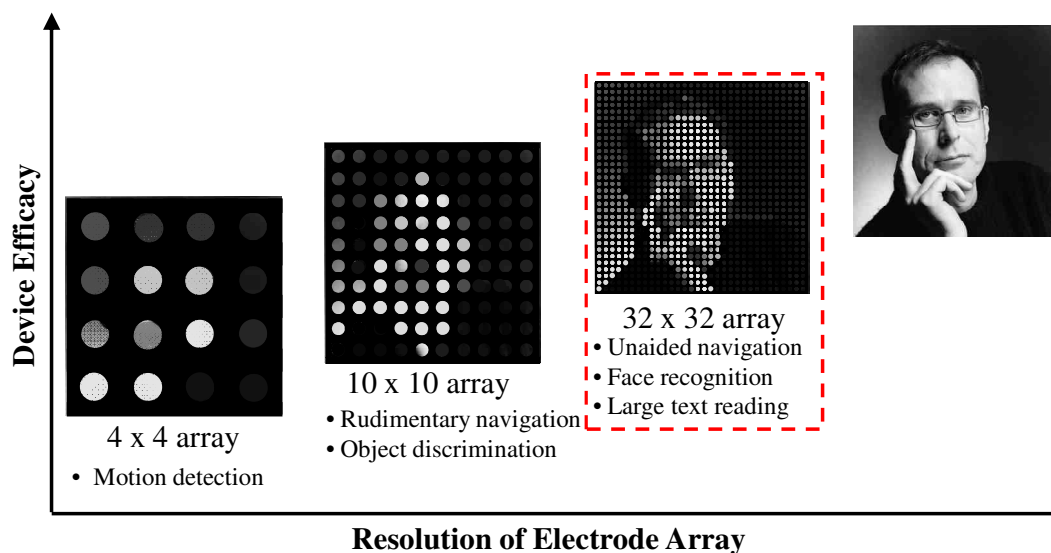 Device Efficacy
4 x 4 array
• Motion detection
10 x 10 array
• Rudimentary navigation
• Object discrimination
32 x 32 array
• Unaided navigation
• Face recognition
• Large text reading
Resolution of Electrode Array